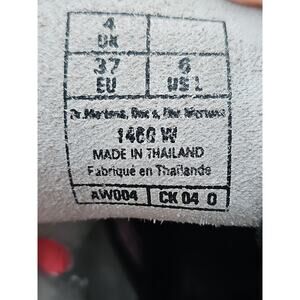 4
UK
37 6
EU US L
Dr. Martens, Doc's, Doc Martens
1460 W
MADE IN THAILAND
Fabriqué en Thaïlande
AW004 CK 04 0